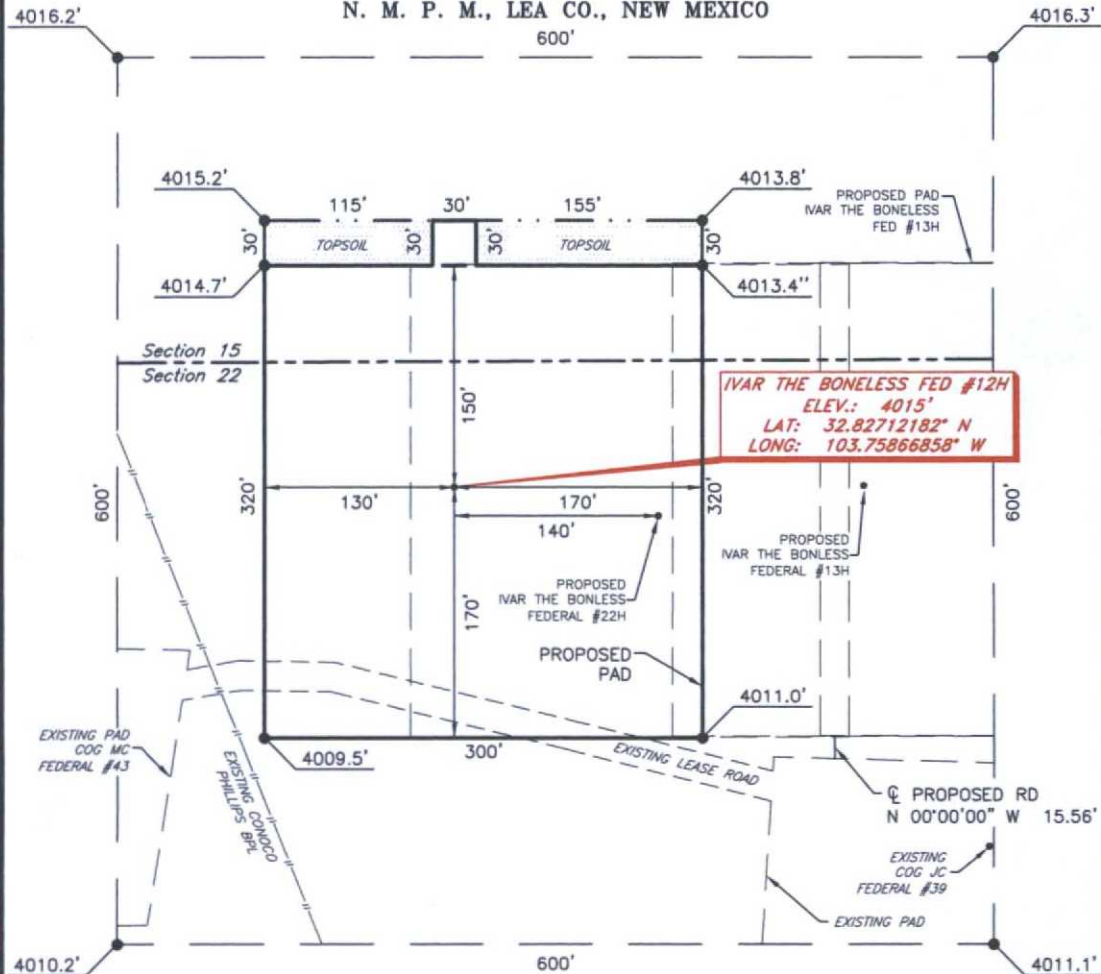 N. M. P. M., LEA CO., NEW MEXICO
4016.2'
4016.3'
600'
4015.2'
4013.8'
115'
30'
155'
PROPOSED PAD
IVAR THE BONELESS
FED #13H
30'
TOPSOIL
30'
30'
TOPSOIL
30'
4014.7'
4013.4"
Section 15
Section 22
IVAR THE BONELESS FED #12H
ELEV.: 4015'
LAT: 32.82712182° N
LONG: 103.75866858° W
150'
600'
320'
130'
170'
320'
600'
140'
PROPOSED
IVAR THE BONLESS
FEDERAL #13H
PROPOSED
IVAR THE BONLESS
FEDERAL #22H
170'
PROPOSED
PAD
4011.0'
EXISTING PAD
COG MC
FEDERAL #43
4009.5'
300'
EXISTING LEASE ROAD
EXISTING CONOCO
PHILLIPS BPL
℄ PROPOSED RD
N 00°00'00" W 15.56'
EXISTING
COG JC
FEDERAL #39
EXISTING PAD
4010.2'
600'
4011.1'